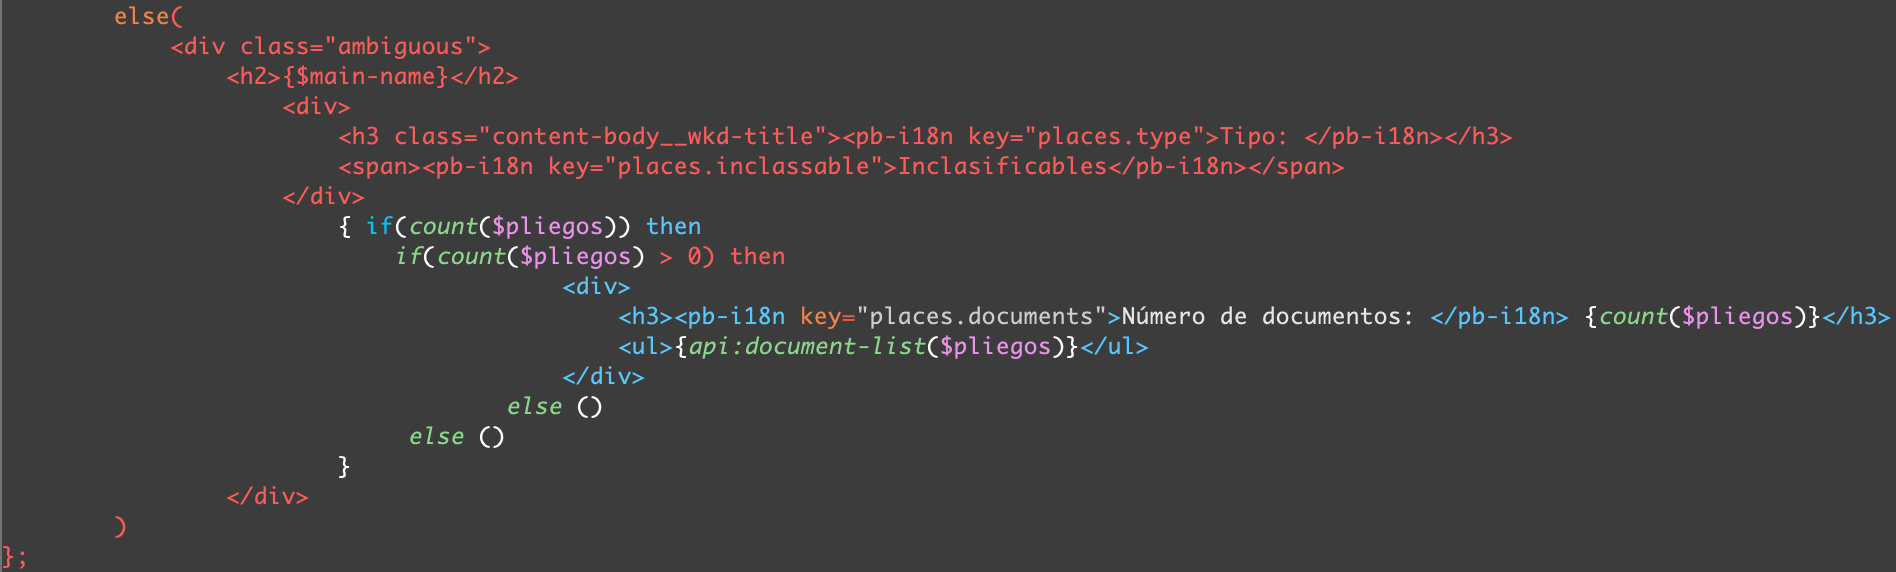 else(
<div class="ambiguous">
<h2>{$main-name}</h2>
<div>
<h3 class="content-body__wkd-title"><pb-i18n key="places.type">Tipo: </pb-i18n></h3>
<span><pb-i18n key="places.inclassable">Inclasificables</pb-i18n></span>
</div>
{ if(count($pliegos)) then
if(count($pliegos) > 0) then
<div>
<h3><pb-i18n key="places.documents">Número de documentos: </pb-i18n> {count($pliegos)}</h3>
<ul>{api:document-list($pliegos)}</ul>
</div>
else ()
else ()
}
</div>
)
};